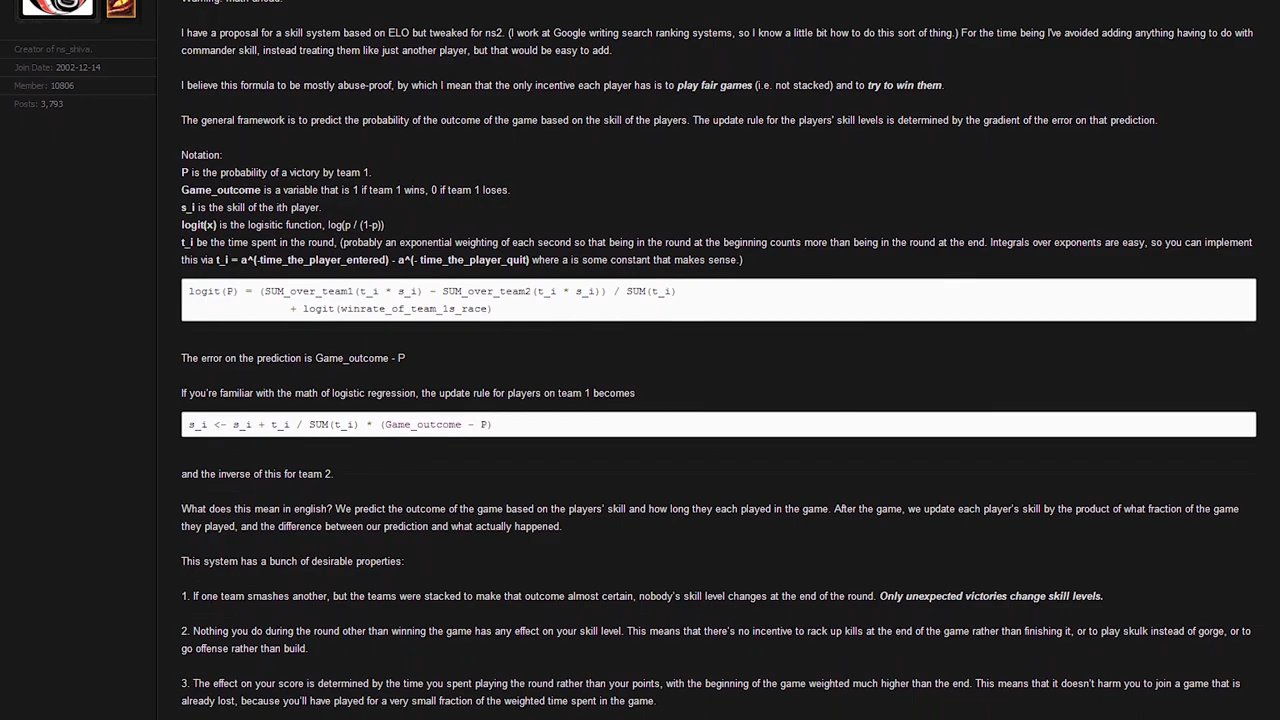 Warning: math ahead.
I have a proposal for a skill system based on ELO but tweaked for ns2. (I work at Google writing search ranking systems, so I know a little bit how to do this sort of thing.) For the time being I've avoided adding anything having to do with
commander skill, instead treating them like just another player, but that would be easy to add.
Creator of ns_shiva.
Join Date: 2002-12-14
Member: 10806
Posts: 3,793
I believe this formula to be mostly abuse-proof, by which I mean that the only incentive each player has is to play fair games (i.e. not stacked) and to try to win them.
The general framework is to predict the probability of the outcome of the game based on the skill of the players. The update rule for the players' skill levels is determined by the gradient of the error on that prediction.
Notation:
P is the probability of a victory by team 1.
Game_outcome is a variable that is 1 if team 1 wins, 0 if team 1 loses.
s_i is the skill of the ith player.
logit(x) is the logisitic function, log(p / (1-p))
t_i be the time spent in the round, (probably an exponential weighting of each second so that being in the round at the beginning counts more than being in the round at the end. Integrals over exponents are easy, so you can implement
this via t_i = a^(-time_the_player_entered) - a^(- time_the_player_quit) where a is some constant that makes sense.)
logit(P) = (SUM_over_team1(t_i * s_i) - SUM_over_team2(t_i * s_i)) / SUM(t_i)
+ logit(winrate_of_team_1s_race)
The error on the prediction is Game_outcome - P
If you're familiar with the math of logistic regression, the update rule for players on team 1 becomes
s_i <- s_i + t_i / SUM(t_i) * (Game_outcome - P)
and the inverse of this for team 2.
What does this mean in english? We predict the outcome of the game based on the players' skill and how long they each played in the game. After the game, we update each player's skill by the product of what fraction of the game
they played, and the difference between our prediction and what actually happened.
This system has a bunch of desirable properties:
1. If one team smashes another, but the teams were stacked to make that outcome almost certain, nobody's skill level changes at the end of the round. Only unexpected victories change skill levels.
2. Nothing you do during the round other than winning the game has any effect on your skill level. This means that there's no incentive to rack up kills at the end of the game rather than finishing it, or to play skulk instead of gorge, or to
go offense rather than build.
3. The effect on your score is determined by the time you spent playing the round rather than your points, with the beginning of the game weighted much higher than the end. This means that it doesn't harm you to join a game that is
already lost, because you'll have played for a very small fraction of the weighted time spent in the game.